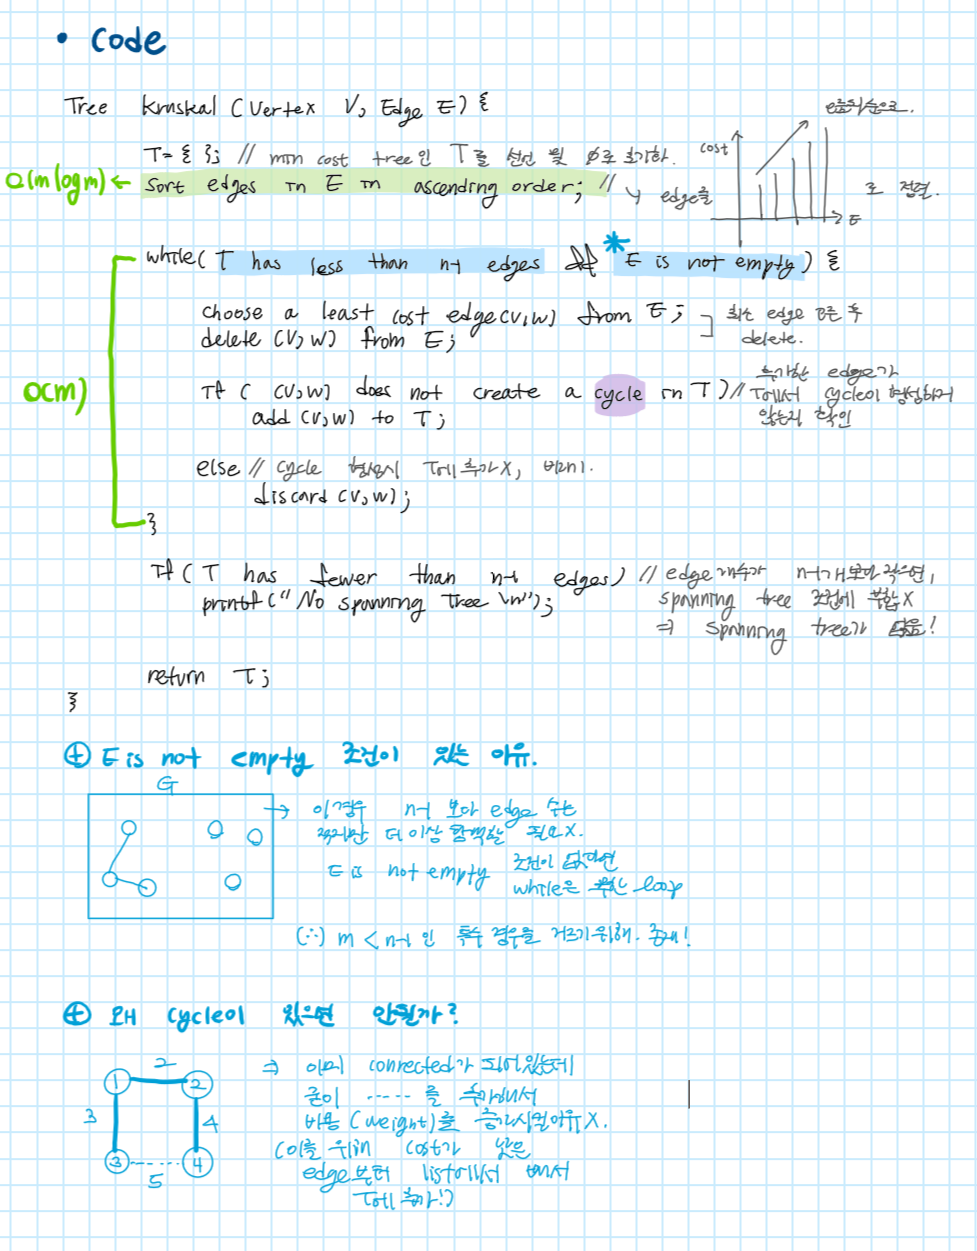 • Code
Tree Kruskal (Vertex V, Edge E) {
T = { }; // min cost tree인 T를 선언 및 ∅로 초기화.
O(m log m) ← Sort edges in E in ascending order; // ↳ edge를
오름차순으로.
cost
E
로 정렬.
while( T has less than n-1 edges && * E is not empty) {
choose a least cost edge(v,w) from E;
delete (v,w) from E;
최소 edge 고른 후
delete.
O(m)
If ( (v,w) does not create a cycle in T) // 추가한 edge가
add (v,w) to T;
T에서 cycle이 형성하지
않는지 확인
else // cycle 형성시 T에 추가X, 버리기.
discard (v,w);
}
If ( T has fewer than n-1 edges) // edge 개수가 n-1개보다 작으면,
printf("No spanning Tree \n");
spanning tree 조건에 부합X
⇒ spanning tree가 없음!
return T;
}
⊕ E is not empty 조건이 있는 이유.
G
→ 이경우 n-1 보다 edge 수는
작지만 더이상 탐색할 필요X.
E is not empty 조건이 없다면
while은 무한 loop
(∴) m < n-1 인 특수 경우를 거르기위해. 존재!
⊕ 왜 cycle이 있으면 안될까?
2
1 2
3 4
3 4
5
⇒ 이미 connected가 되어있는데
굳이 ····· 를 추가해서
비용 (weight)를 증가시킬이유X.
(이를 위해 cost가 낮은
edge부터 list에서 빼서
T에 추가!)